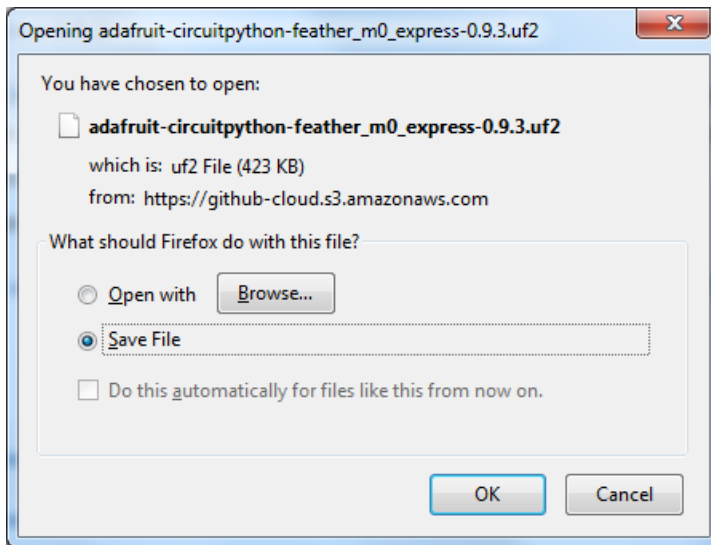 Opening adafruit-circuitpython-feather_m0_express-0.9.3.uf2
You have chosen to open:
adafruit-circuitpython-feather_m0_express-0.9.3.uf2
which is: uf2 File (423 KB)
from: https://github-cloud.s3.amazonaws.com
What should Firefox do with this file?
Open with Browse...
Save File
Do this automatically for files like this from now on.
OK Cancel